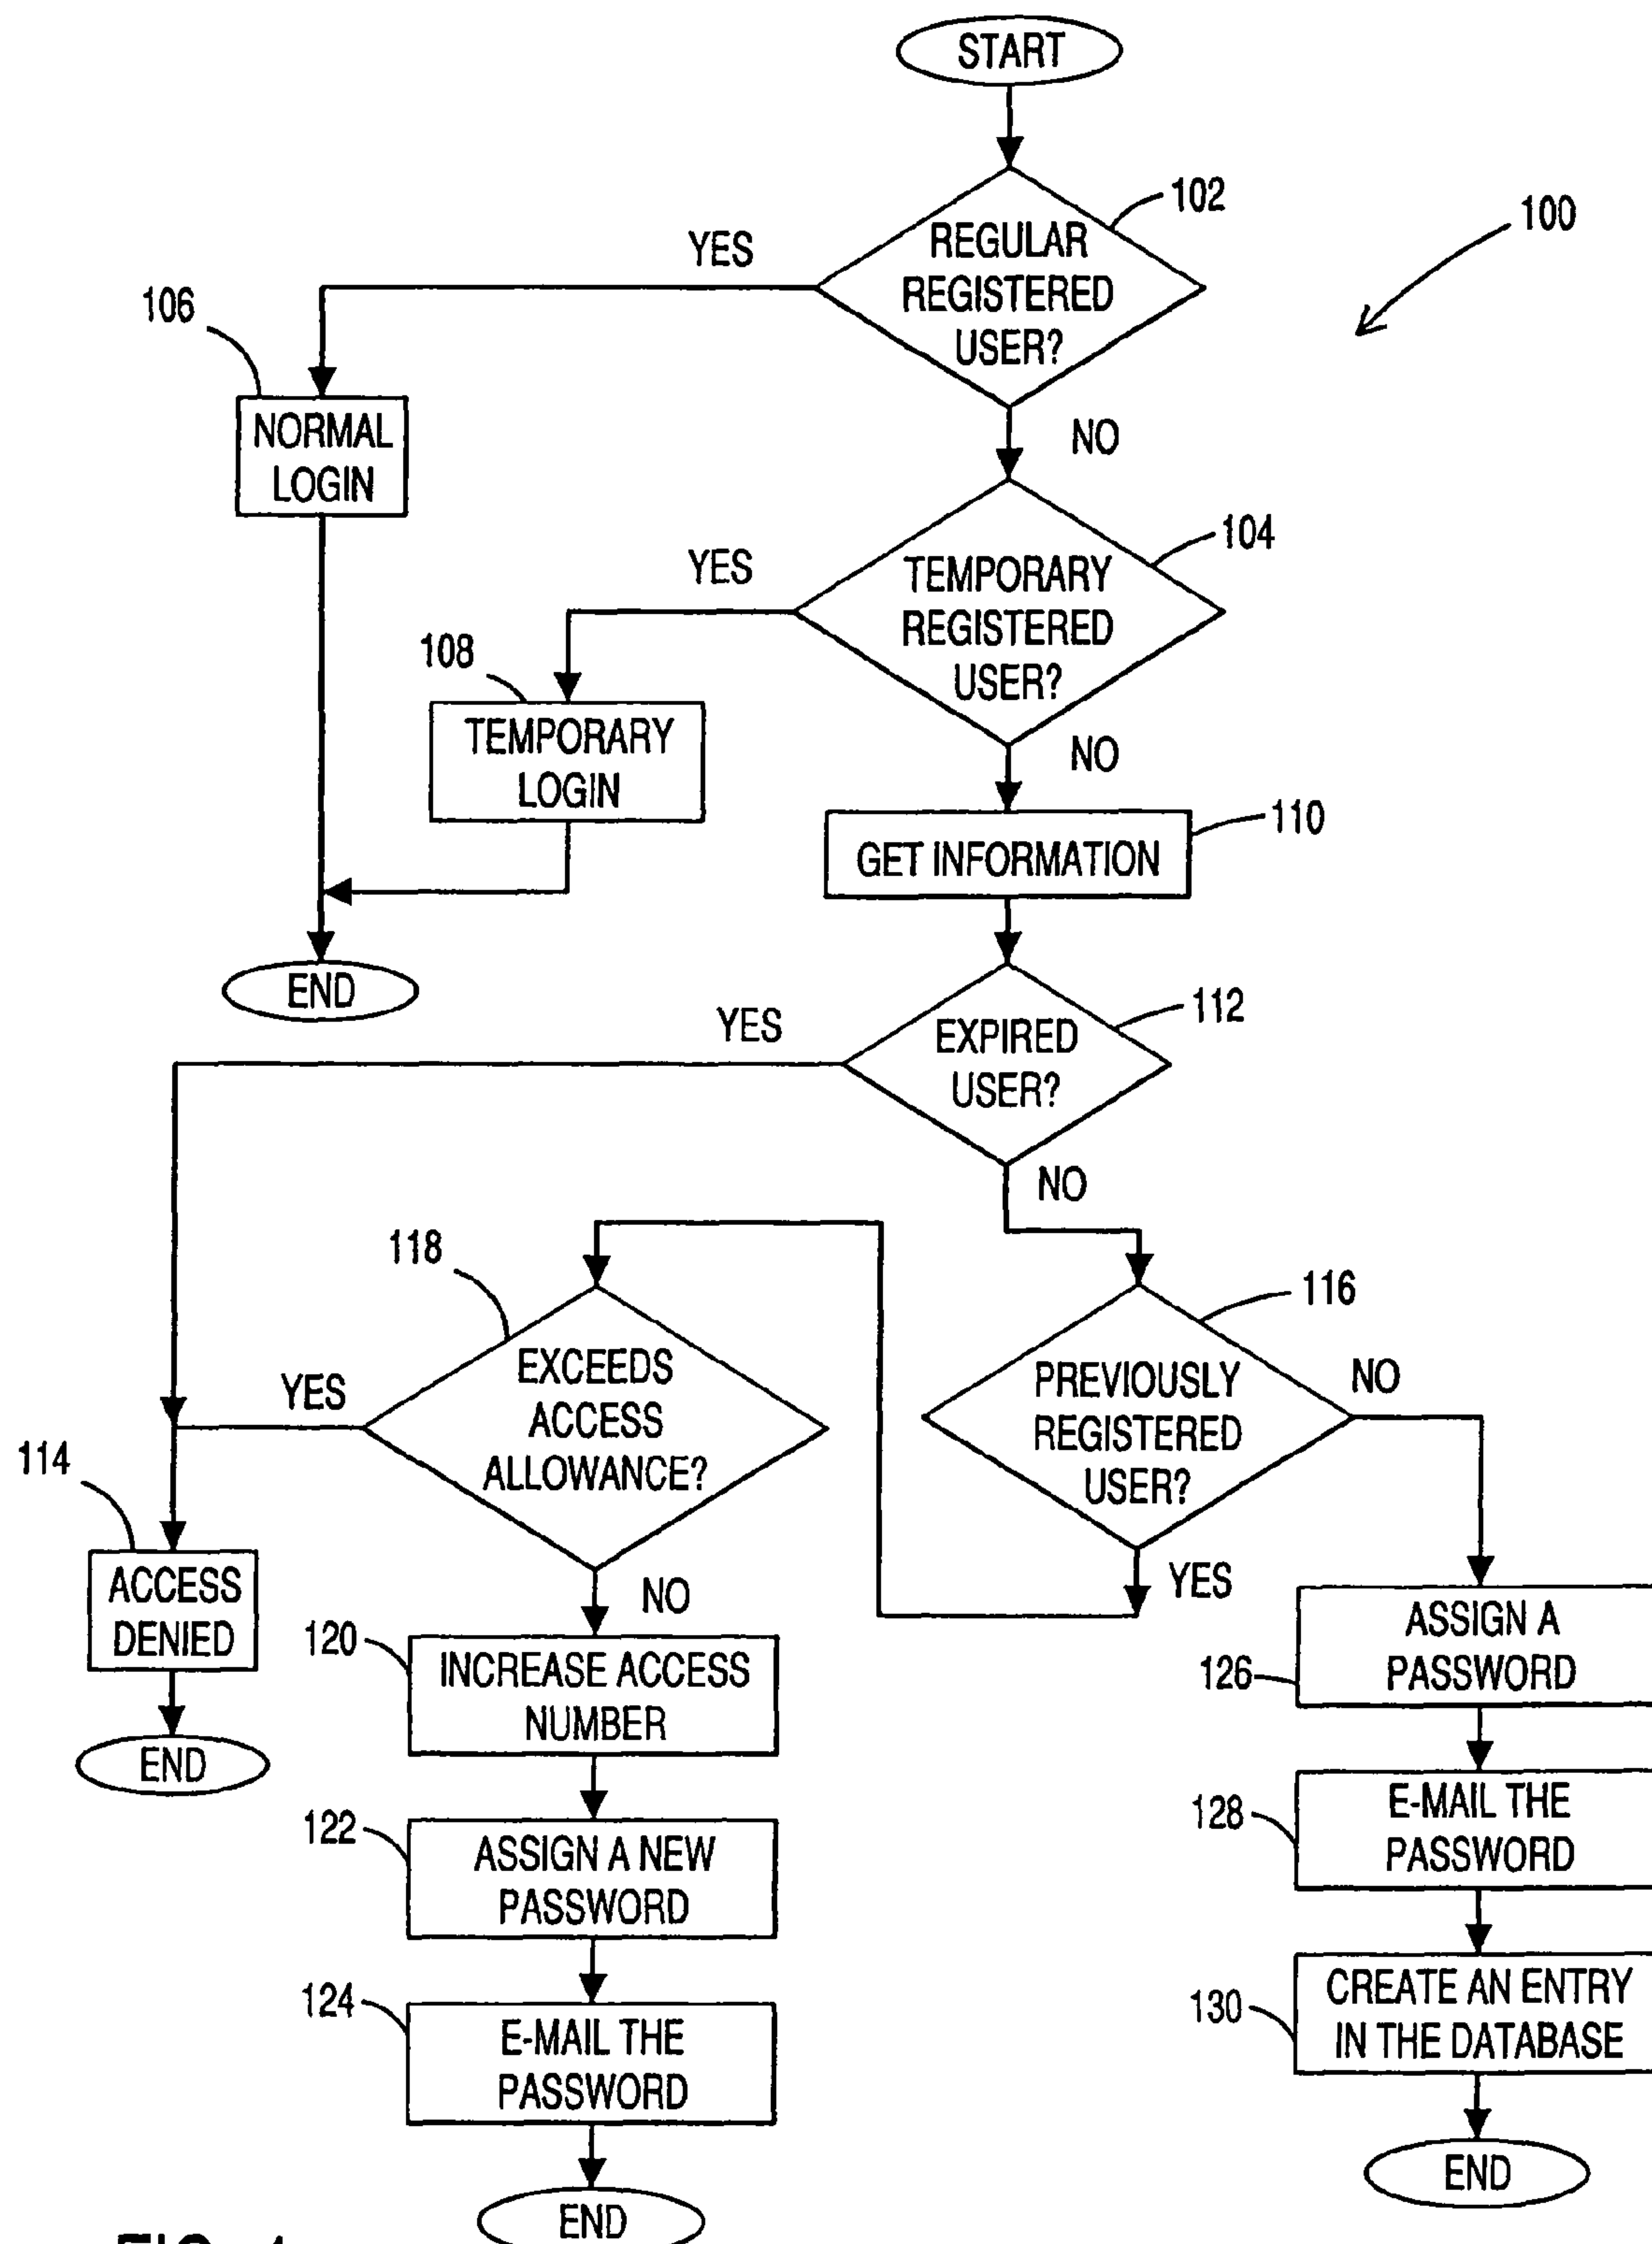 START
102
100
REGULAR
REGISTERED
USER?
YES
106
NORMAL
LOGIN
NO
104
TEMPORARY
REGISTERED
USER?
YES
108
TEMPORARY
LOGIN
NO
110
GET INFORMATION
END
112
EXPIRED
USER?
YES
NO
118
116
EXCEEDS
ACCESS
ALLOWANCE?
YES
PREVIOUSLY
REGISTERED
USER?
NO
114
ACCESS
DENIED
NO
YES
120
INCREASE ACCESS
NUMBER
ASSIGN A
PASSWORD
126
END
122
ASSIGN A NEW
PASSWORD
128
E-MAIL THE
PASSWORD
124
E-MAIL THE
PASSWORD
130
CREATE AN ENTRY
IN THE DATABASE
END
END